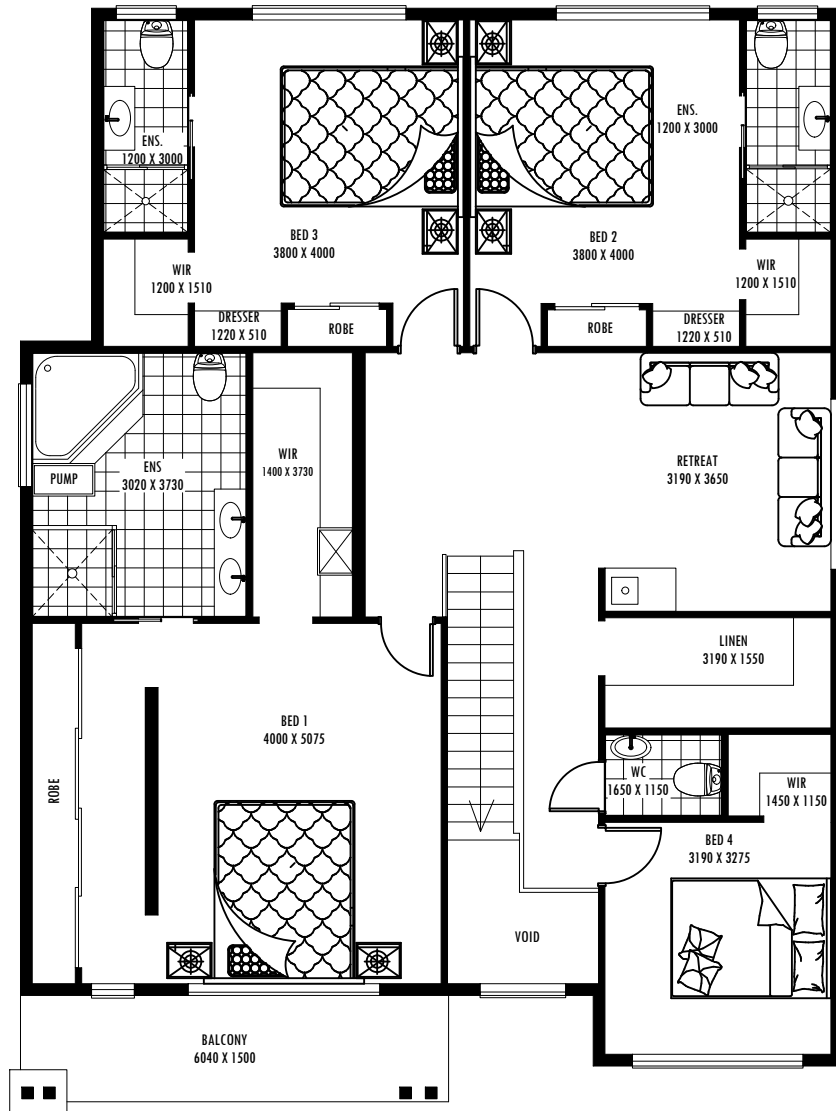 ENS.
1200 X 3000
ENS.
1200 X 3000
BED 3
3800 X 4000
BED 2
3800 X 4000
WIR
1200 X 1510
WIR
1200 X 1510
DRESSER
1220 X 510
ROBE
ROBE
DRESSER
1220 X 510
PUMP
ENS
3020 X 3730
WIR
1400 X 3730
RETREAT
3190 X 3650
LINEN
3190 X 1550
BED 1
4000 X 5075
ROBE
WC
1650 X 1150
WIR
1450 X 1150
BED 4
3190 X 3275
VOID
BALCONY
6040 X 1500